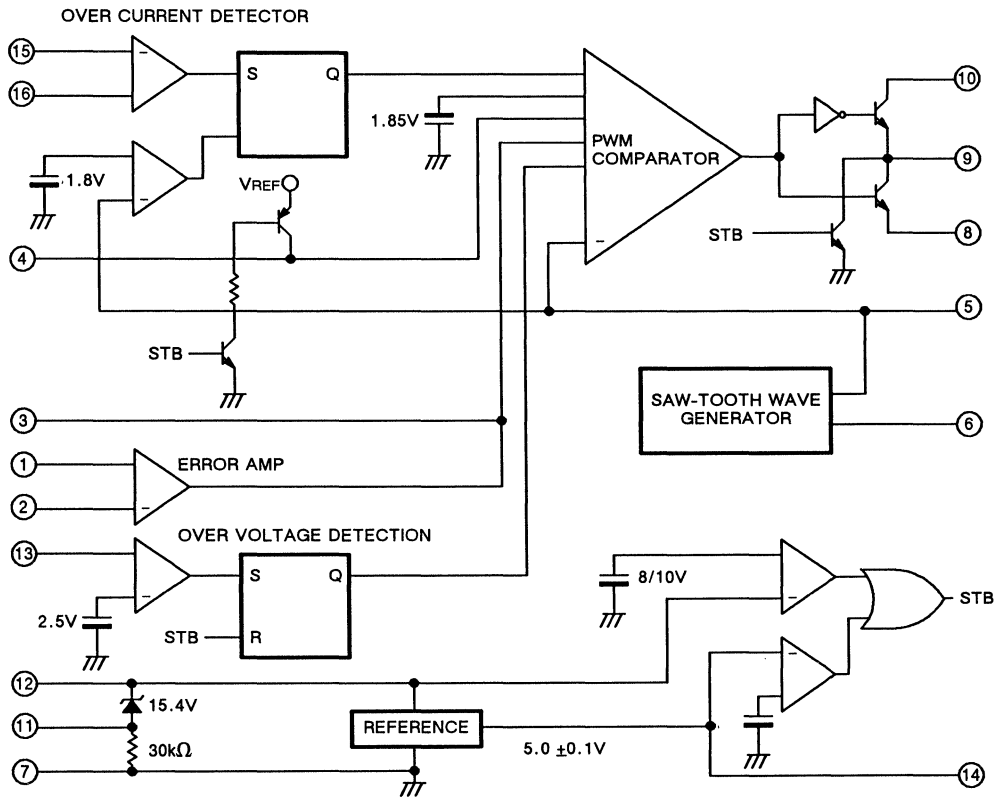 OVER CURRENT DETECTOR
15
−
S
Q
10
16
1.85V
PWM
COMPARATOR
9
1.8V
−
VREF
STB
8
4
−
5
STB
SAW-TOOTH WAVE
GENERATOR
3
6
1
ERROR AMP
2
−
OVER VOLTAGE DETECTION
13
S
Q
8/10V
−
2.5V
−
STB
STB
R
−
12
15.4V
11
REFERENCE
30kΩ
5.0 ±0.1V
7
14